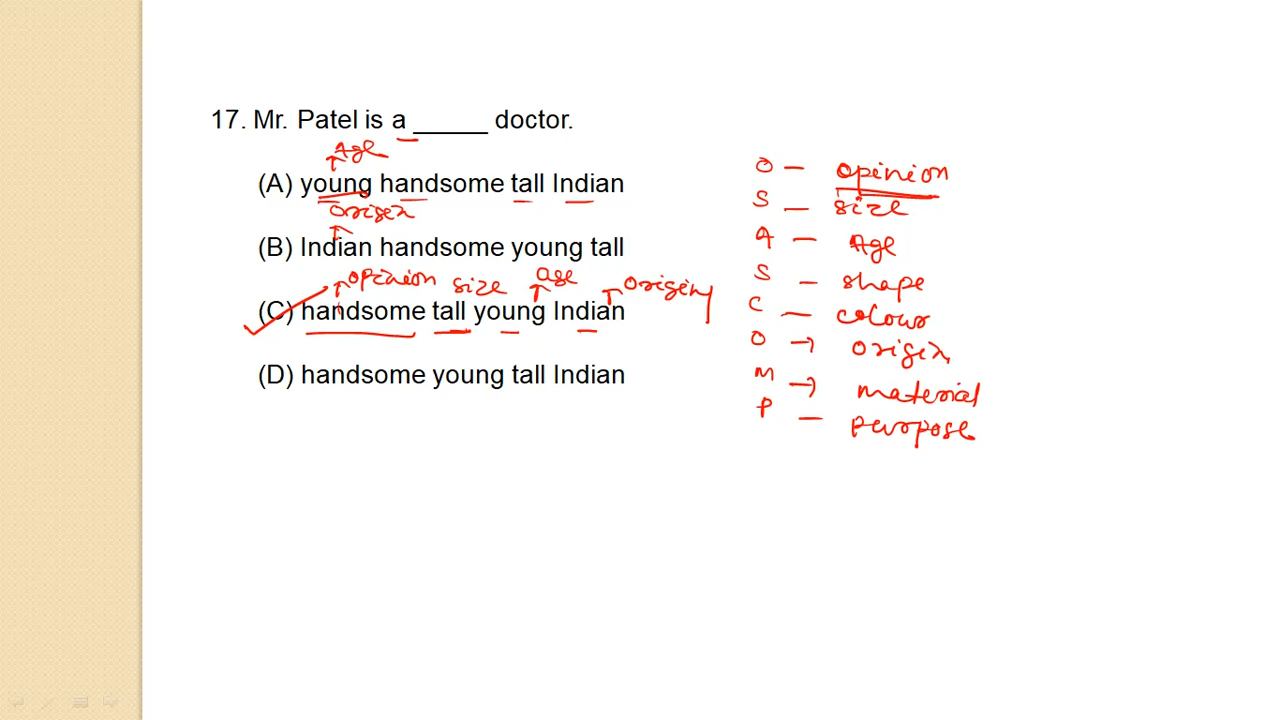 17. Mr. Patel is a _____ doctor.
Age
(A) young handsome tall Indian
origin
(B) Indian handsome young tall
opinion size age origin
(C) handsome tall young Indian
(D) handsome young tall Indian
O - opinion
S - size
A - Age
S - shape
C - colour
O → origin
M → material
P - purpose